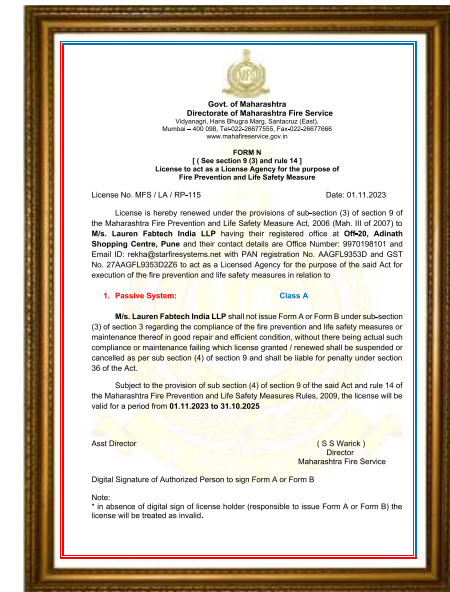 MFSD
Govt. of Maharashtra
Directorate of Maharashtra Fire Service
Vidyanagri, Hans Bhugra Marg, Santacruz (East),
Mumbai – 400 098, Tel-022-26677555, Fax-022-26677666
www.mahafireservice.gov.in
FORM N
[ ( See section 9 (3) and rule 14 ]
License to act as a License Agency for the purpose of
Fire Prevention and Life Safety Measure
License No. MFS / LA / RP-115 Date: 01.11.2023
License is hereby renewed under the provisions of sub-section (3) of section 9 of
the Maharashtra Fire Prevention and Life Safety Measure Act, 2006 (Mah. III of 2007) to
M/s. Lauren Fabtech India LLP having their registered office at Off-20, Adinath
Shopping Centre, Pune and their contact details are Office Number: 9970198101 and
Email ID: rekha@starfiresystems.net with PAN registration No. AAGFL9353D and GST
No. 27AAGFL9353D2Z6 to act as a Licensed Agency for the purpose of the said Act for
execution of the fire prevention and life safety measures in relation to
1. Passive System: Class A
M/s. Lauren Fabtech India LLP shall not issue Form A or Form B under sub-section
(3) of section 3 regarding the compliance of the fire prevention and life safety measures or
maintenance thereof in good repair and efficient condition, without there being actual such
compliance or maintenance failing which license granted / renewed shall be suspended or
cancelled as per sub section (4) of section 9 and shall be liable for penalty under section
36 of the Act.
Subject to the provision of sub section (4) of section 9 of the said Act and rule 14 of
the Maharashtra Fire Prevention and Life Safety Measures Rules, 2009, the license will be
valid for a period from 01.11.2023 to 31.10.2025
Asst Director ( S S Warick )
Director
Maharashtra Fire Service
Digital Signature of Authorized Person to sign Form A or Form B
Note:
* in absence of digital sign of license holder (responsible to issue Form A or Form B) the
license will be treated as invalid.